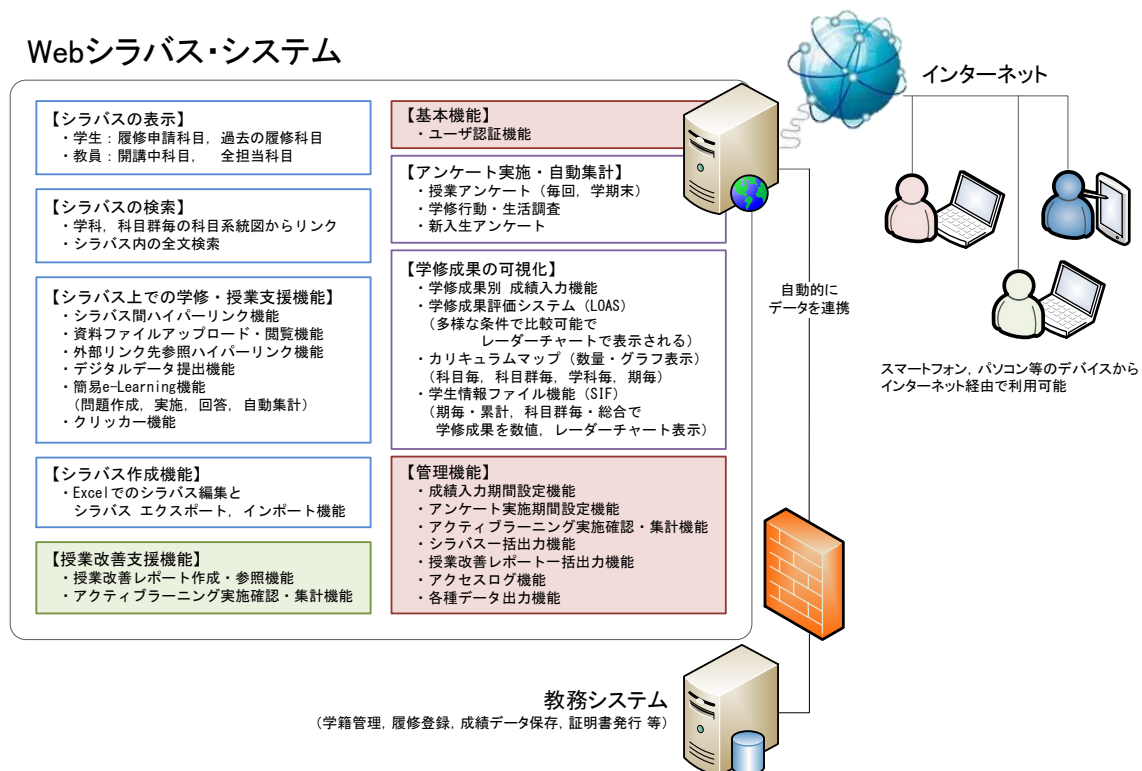 Webシラバス・システム
【シラバスの表示】
・学生：履修申請科目，過去の履修科目
・教員：開講中科目，　全担当科目
【シラバスの検索】
・学科，科目群毎の科目系統図からリンク
・シラバス内の全文検索
【シラバス上での学修・授業支援機能】
・シラバス間ハイパーリンク機能
・資料ファイルアップロード・閲覧機能
・外部リンク先参照ハイパーリンク機能
・デジタルデータ提出機能
・簡易e-Learning機能
（問題作成，実施，回答，自動集計）
・クリッカー機能
【シラバス作成機能】
・Excelでのシラバス編集と
シラバス エクスポート，インポート機能
【授業改善支援機能】
・授業改善レポート作成・参照機能
・アクティブラーニング実施確認・集計機能
【基本機能】
・ユーザ認証機能
【アンケート実施・自動集計】
・授業アンケート（毎回，学期末）
・学修行動・生活調査
・新入生アンケート
【学修成果の可視化】
・学修成果別 成績入力機能
・学修成果評価システム（LOAS）
（多様な条件で比較可能で
レーダーチャートで表示される）
・カリキュラムマップ（数量・グラフ表示）
（科目毎，科目群毎，学科毎，期毎）
・学生情報ファイル機能（SIF）
（期毎・累計，科目群毎・総合で
学修成果を数値，レーダーチャート表示）
【管理機能】
・成績入力期間設定機能
・アンケート実施期間設定機能
・アクティブラーニング実施確認・集計機能
・シラバス一括出力機能
・授業改善レポート一括出力機能
・アクセスログ機能
・各種データ出力機能
インターネット
自動的に
データを連携
スマートフォン，パソコン等のデバイスから
インターネット経由で利用可能
教務システム
（学籍管理，履修登録，成績データ保存，証明書発行 等）